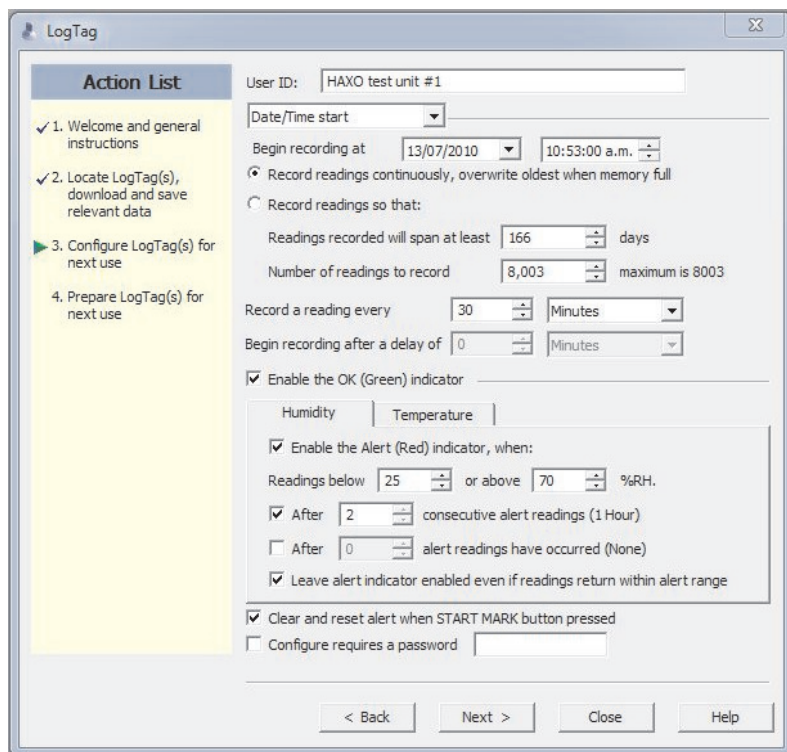 LogTag
Action List
1. Welcome and general
instructions
2. Locate LogTag(s),
download and save
relevant data
3. Configure LogTag(s) for
next use
4. Prepare LogTag(s) for
next use
User ID: HAXO test unit #1
Date/Time start
Begin recording at 13/07/2010 10:53:00 a.m.
Record readings continuously, overwrite oldest when memory full
Record readings so that:
Readings recorded will span at least 166 days
Number of readings to record 8,003 maximum is 8003
Record a reading every 30 Minutes
Begin recording after a delay of 0 Minutes
Enable the OK (Green) indicator
Humidity Temperature
Enable the Alert (Red) indicator, when:
Readings below 25 or above 70 %RH.
After 2 consecutive alert readings (1 Hour)
After 0 alert readings have occurred (None)
Leave alert indicator enabled even if readings return within alert range
Clear and reset alert when START MARK button pressed
Configure requires a password
< Back Next > Close Help